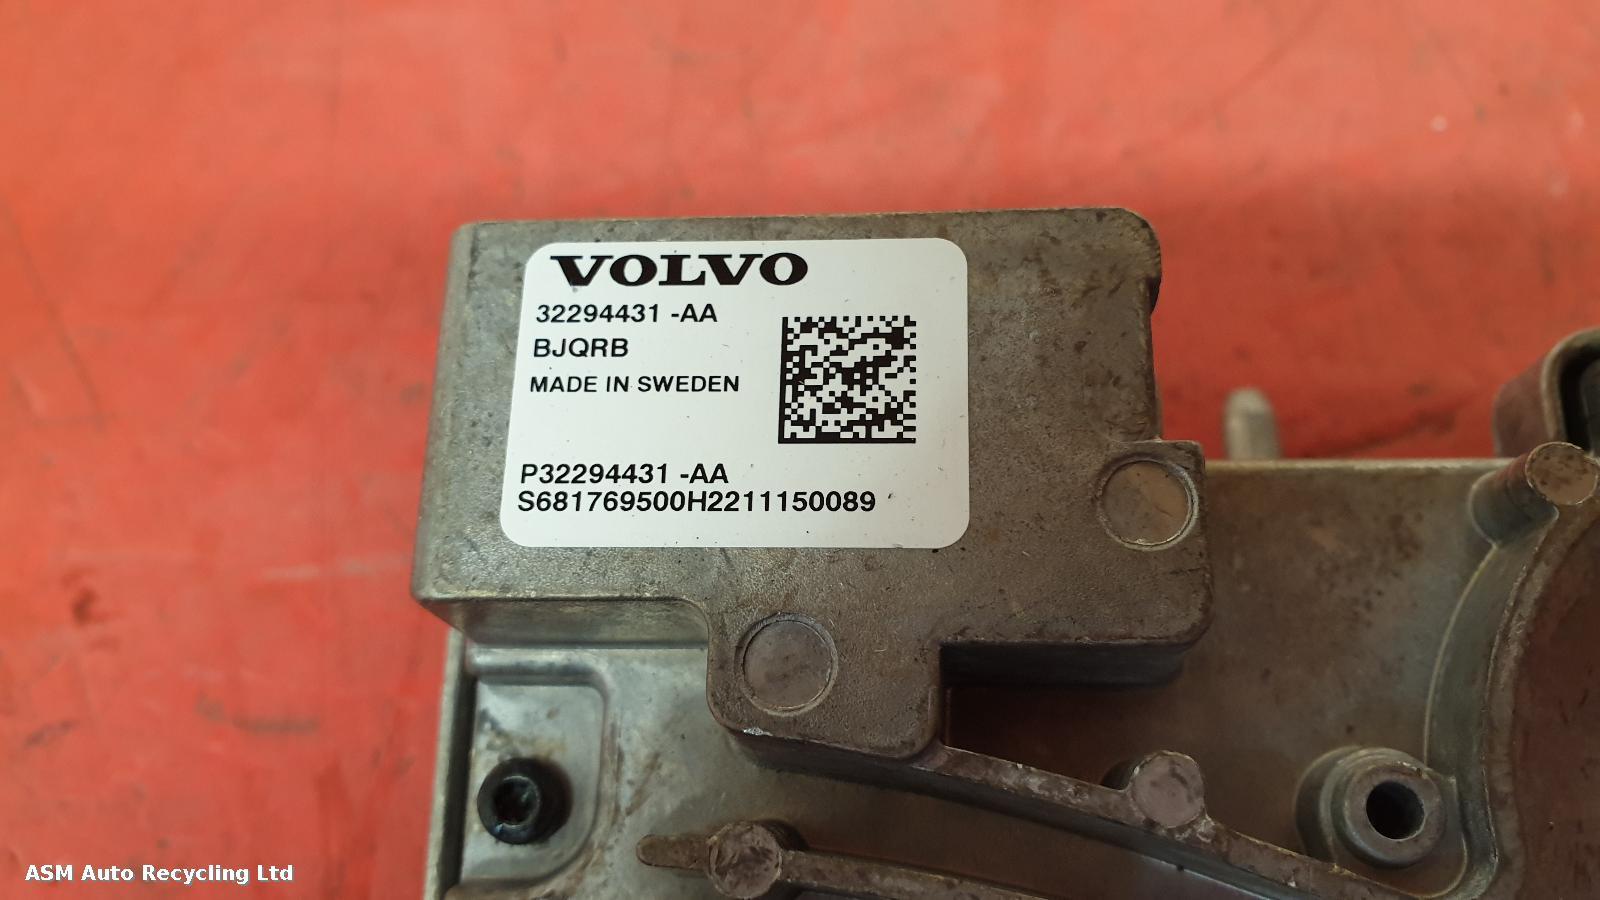 VOLVO
32294431 -AA
BJQRB
MADE IN SWEDEN
P32294431 -AA
S681769500H2211150089
ASM Auto Recycling Ltd